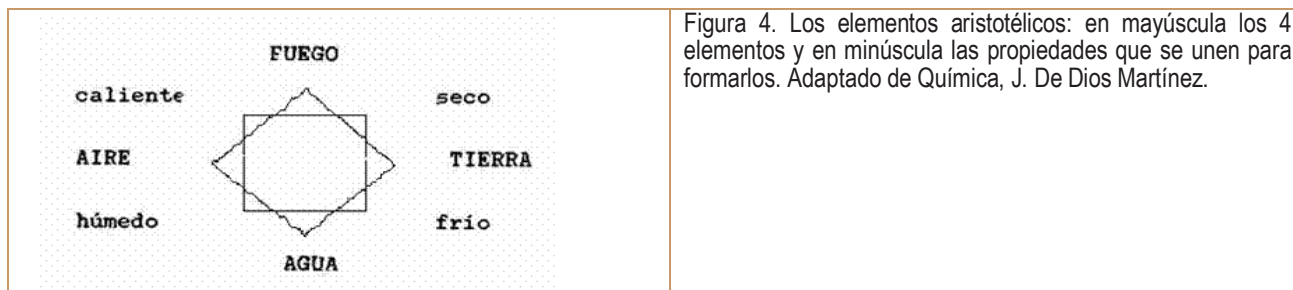 FUEGO
caliente seco
AIRE TIERRA
húmedo frío
AGUA
Figura 4. Los elementos aristotélicos: en mayúscula los 4
elementos y en minúscula las propiedades que se unen para
formarlos. Adaptado de Química, J. De Dios Martínez.